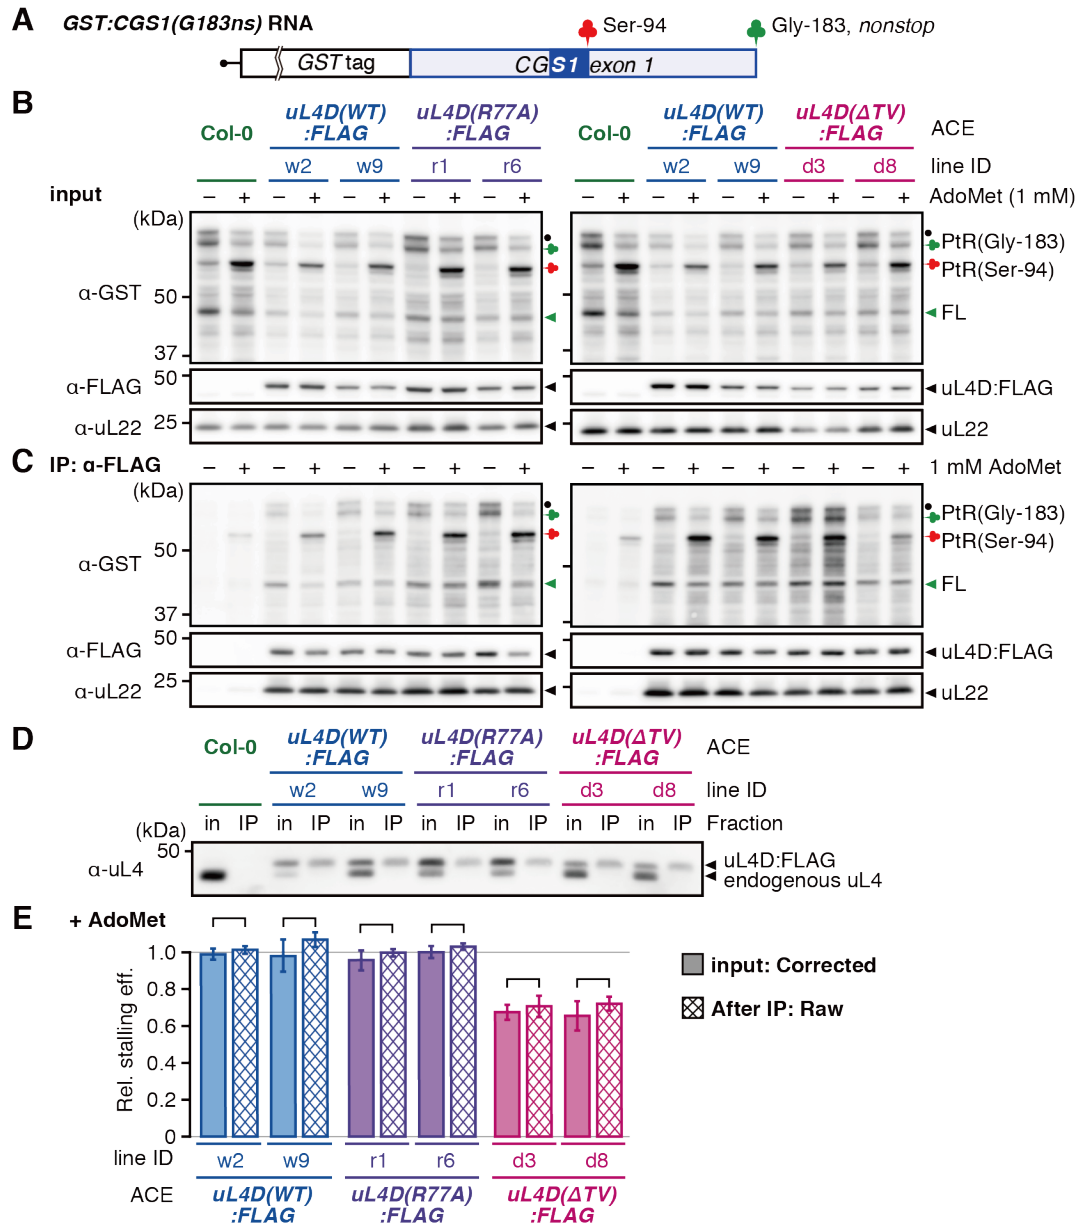 A GST:CGS1(G183ns) RNA
Ser-94
Gly-183, nonstop
GST tag
CGS1 exon 1
B
Col-0 uL4D(WT) :FLAG uL4D(R77A) :FLAG Col-0 uL4D(WT) :FLAG uL4D(ΔTV) :FLAG ACE
w2 w9 r1 r6 w2 w9 d3 d8 line ID
input − + − + − + − + − + − + − + − + − + − + AdoMet (1 mM)
(kDa)
PtR(Gly-183)
PtR(Ser-94)
α-GST 50
FL
37
α-FLAG 50 uL4D:FLAG
α-uL22 25 uL22
C IP: α-FLAG − + − + − + − + − + − + − + − + − + − + 1 mM AdoMet
(kDa)
PtR(Gly-183)
PtR(Ser-94)
α-GST 50
FL
37
α-FLAG 50 uL4D:FLAG
α-uL22 25 uL22
D
Col-0 uL4D(WT) :FLAG uL4D(R77A) :FLAG uL4D(ΔTV) :FLAG ACE
w2 w9 r1 r6 d3 d8 line ID
in IP in IP in IP in IP in IP in IP in IP Fraction
(kDa)
50
α-uL4
uL4D:FLAG
endogenous uL4
E + AdoMet
Rel. stalling eff.
1.0
0.8
0.6
0.4
0.2
0
input: Corrected
After IP: Raw
line ID w2 w9 r1 r6 d3 d8
ACE uL4D(WT) :FLAG uL4D(R77A) :FLAG uL4D(ΔTV) :FLAG